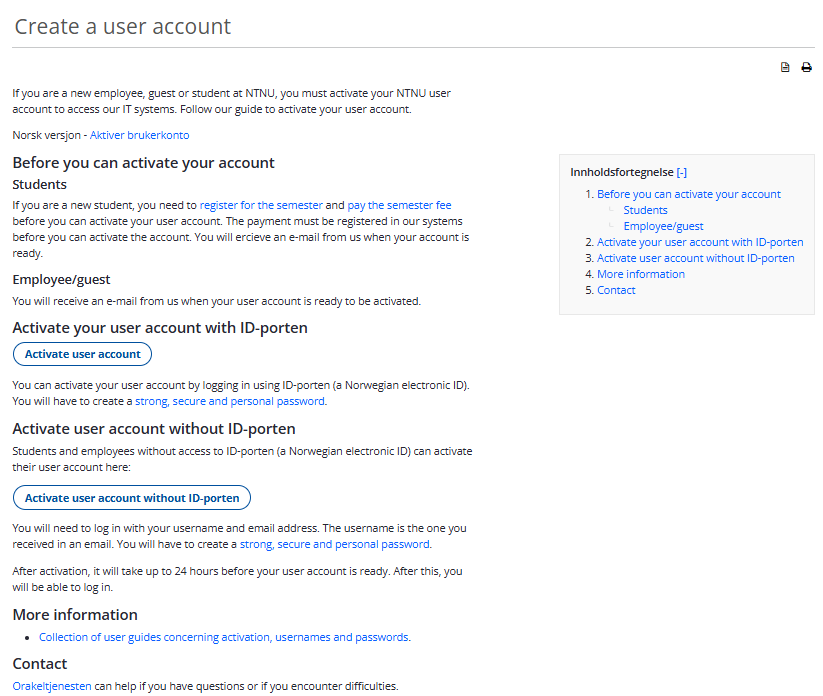 Create a user account
If you are a new employee, guest or student at NTNU, you must activate your NTNU user
account to access our IT systems. Follow our guide to activate your user account.
Norsk versjon - Aktiver brukerkonto
Before you can activate your account
Students
If you are a new student, you need to register for the semester and pay the semester fee
before you can activate your user account. The payment must be registered in our systems
before you can activate the account. You will ercieve an e-mail from us when your account is
ready.
Employee/guest
You will receive an e-mail from us when your user account is ready to be activated.
Activate your user account with ID-porten
Activate user account
You can activate your user account by logging in using ID-porten (a Norwegian electronic ID).
You will have to create a strong, secure and personal password.
Activate user account without ID-porten
Students and employees without access to ID-porten (a Norwegian electronic ID) can activate
their user account here:
Activate user account without ID-porten
You will need to log in with your username and email address. The username is the one you
received in an email. You will have to create a strong, secure and personal password.
After activation, it will take up to 24 hours before your user account is ready. After this, you
will be able to log in.
More information
• Collection of user guides concerning activation, usernames and passwords.
Contact
Orakeltjenesten can help if you have questions or if you encounter difficulties.
Innholdsfortegnelse [-]
1. Before you can activate your account
Students
Employee/guest
2. Activate your user account with ID-porten
3. Activate user account without ID-porten
4. More information
5. Contact